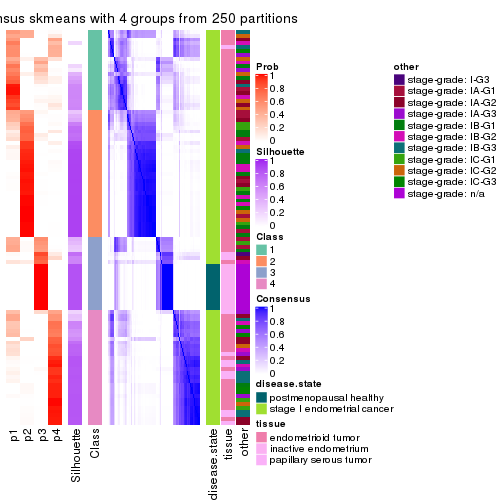 sus skmeans with 4 groups from 250 partitions
Prob
1
0.8
0.6
0.4
0.2
0
Silhouette
1
0.8
0.6
0.4
0.2
0
Class
1
2
3
4
Consensus
1
0.8
0.6
0.4
0.2
0
disease.state
postmenopausal healthy
stage I endometrial cancer
tissue
endometrioid tumor
inactive endometrium
papillary serous tumor
other
stage-grade: I-G3
stage-grade: IA-G1
stage-grade: IA-G2
stage-grade: IA-G3
stage-grade: IB-G1
stage-grade: IB-G2
stage-grade: IB-G3
stage-grade: IC-G1
stage-grade: IC-G2
stage-grade: IC-G3
stage-grade: n/a
p1
p2
p3
p4
Silhouette
Class
disease.state
tissue
other